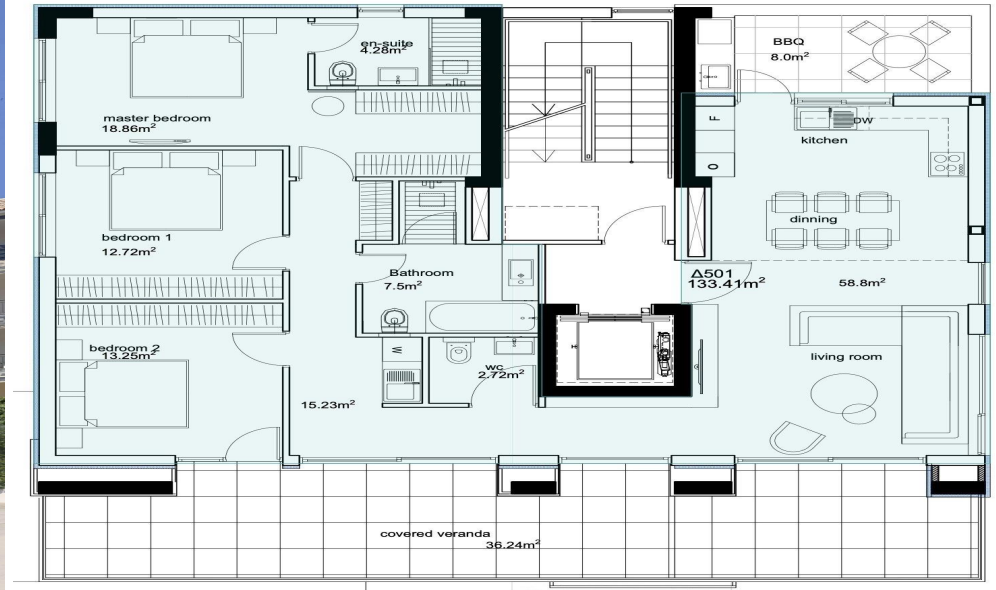 en-suite
4.28m²
BBQ
8.0m²
master bedroom
18.86m²
F
DW
kitchen
O
bedroom 1
12.72m²
dinning
Bathroom
7.5m²
Δ501
133.41m²
58.8m²
bedroom 2
13.25m²
W
wc
2.72m²
living room
15.23m²
covered veranda
36.24m²